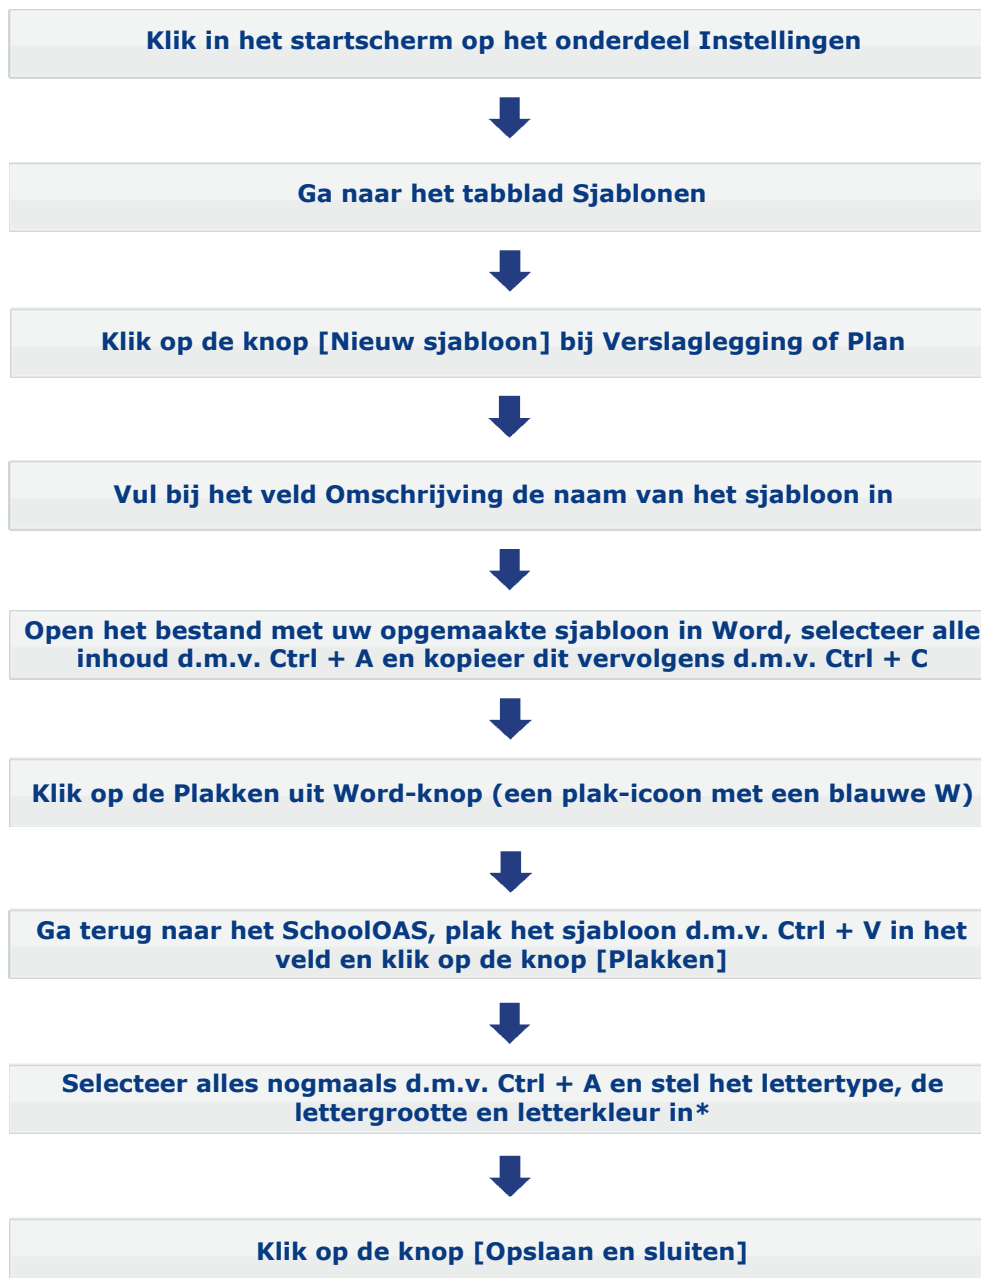 Klik in het startscherm op het onderdeel Instellingen
Ga naar het tabblad Sjablonen
Klik op de knop [Nieuw sjabloon] bij Verslaglegging of Plan
Vul bij het veld Omschrijving de naam van het sjabloon in
Open het bestand met uw opgemaakte sjabloon in Word, selecteer alle
inhoud d.m.v. Ctrl + A en kopieer dit vervolgens d.m.v. Ctrl + C
Klik op de Plakken uit Word-knop (een plak-icoon met een blauwe W)
Ga terug naar het SchoolOAS, plak het sjabloon d.m.v. Ctrl + V in het
veld en klik op de knop [Plakken]
Selecteer alles nogmaals d.m.v. Ctrl + A en stel het lettertype, de
lettergrootte en letterkleur in*
Klik op de knop [Opslaan en sluiten]